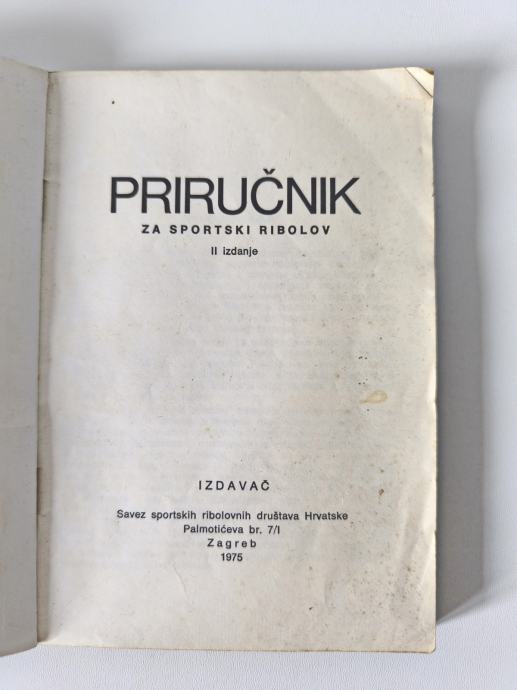 PRIRUČNIK
ZA SPORTSKI RIBOLOV
II izdanje
IZDAVAČ
Savez sportskih ribolovnih društava Hrvatske
Palmotićeva br. 7/I
Zagreb
1975